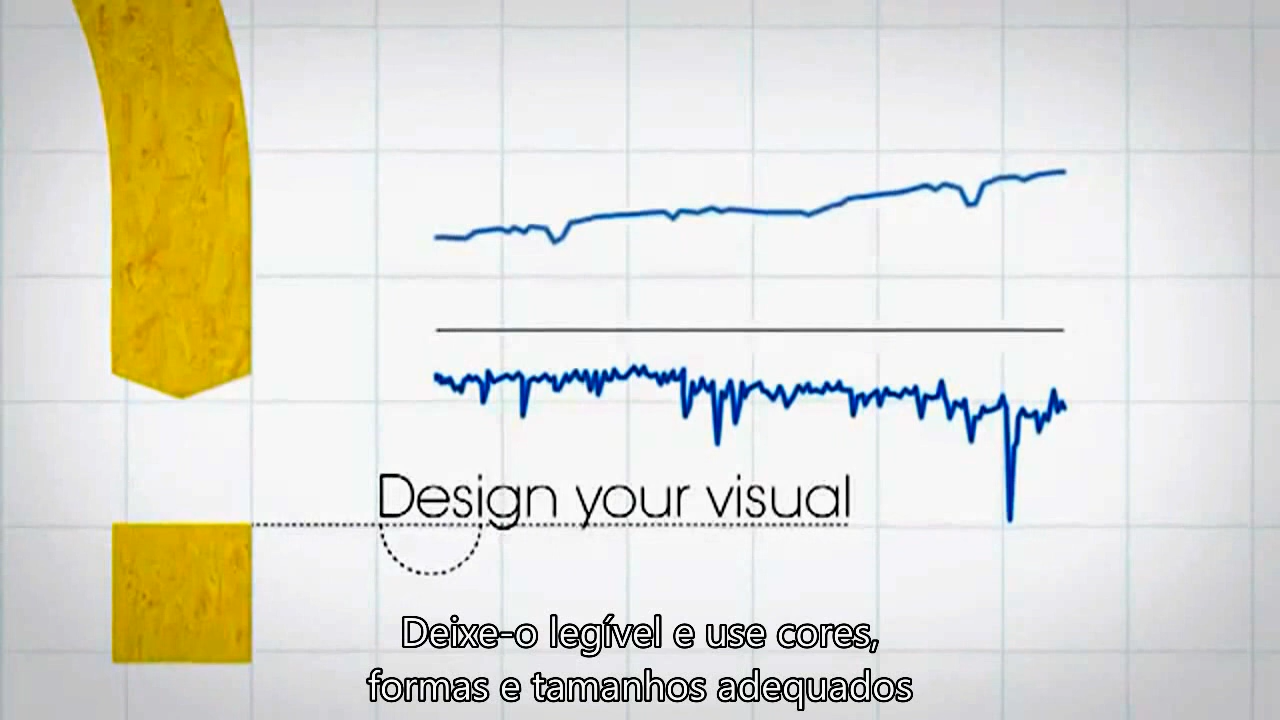 Design your visual
Deixe-o legível e use cores,
formas e tamanhos adequados